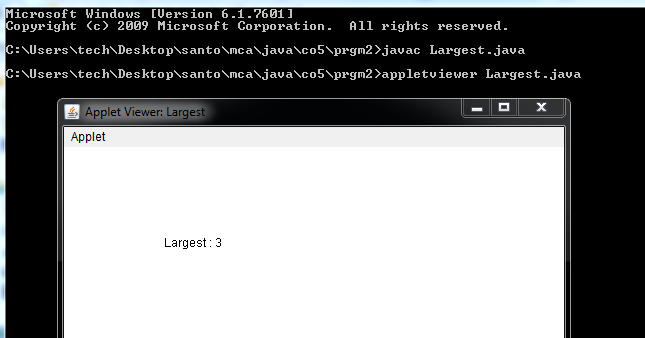 Microsoft Windows [Version 6.1.7601]
Copyright (c) 2009 Microsoft Corporation.  All rights reserved.
C:\Users\tech\Desktop\santo\mca\java\co5\prgm2>javac Largest.java
C:\Users\tech\Desktop\santo\mca\java\co5\prgm2>appletviewer Largest.java
Applet Viewer: Largest
Applet
Largest : 3